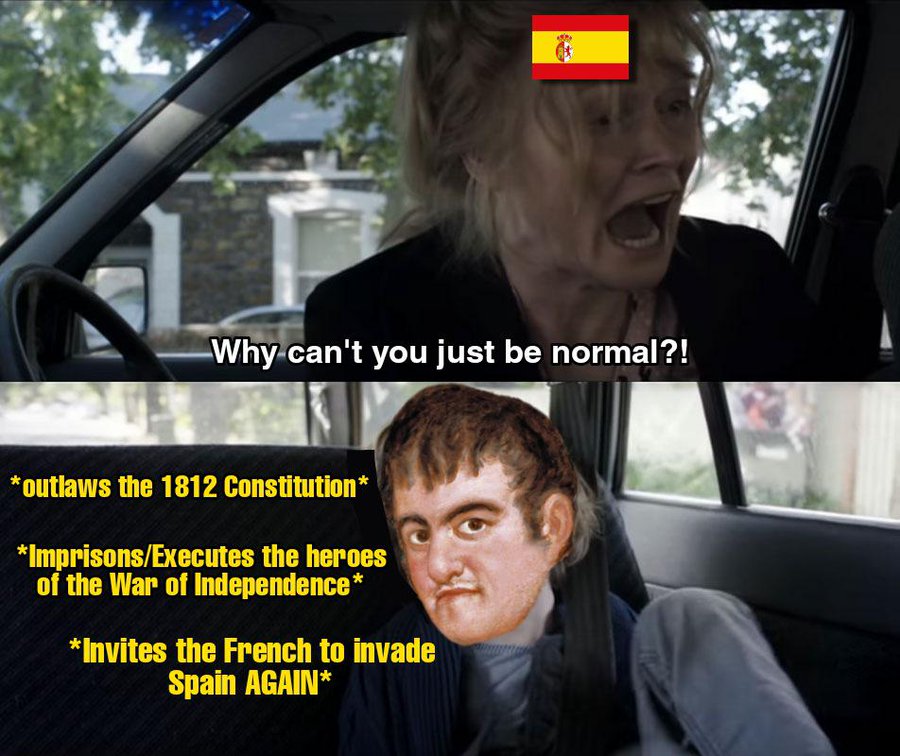 Why can't you just be normal?!
*outlaws the 1812 Constitution*
*Imprisons/Executes the heroes
of the War of Independence*
*Invites the French to invade
Spain AGAIN*